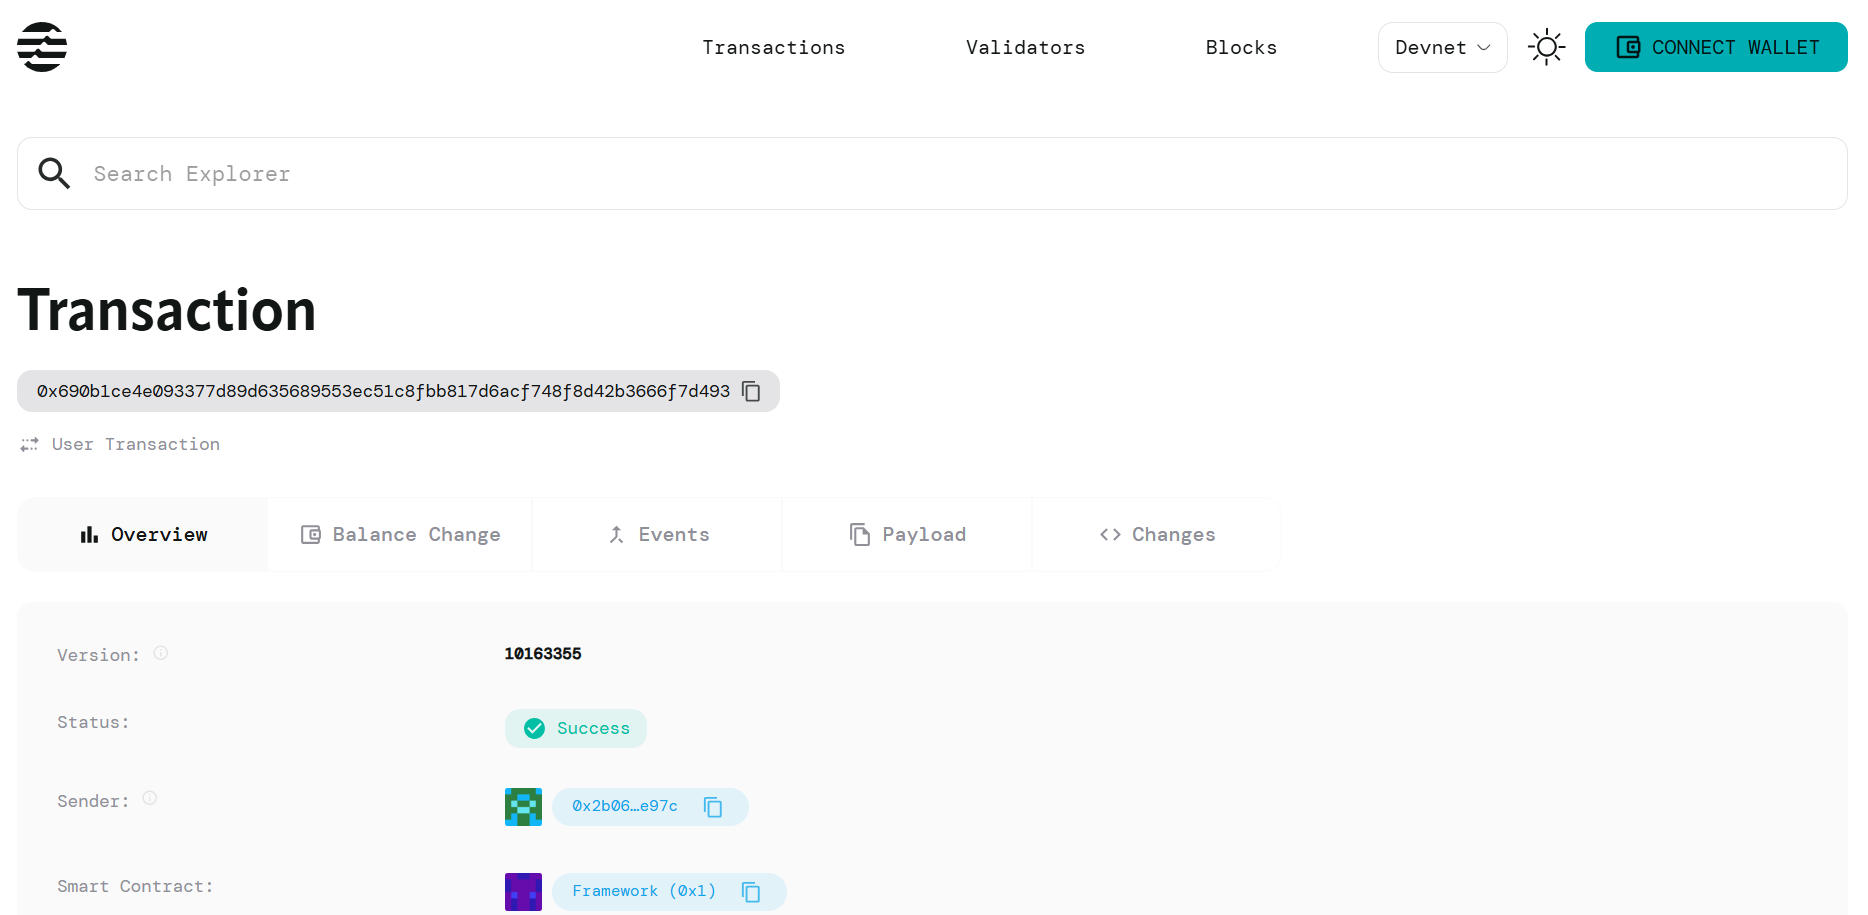 Transactions Validators Blocks Devnet CONNECT WALLET
Search Explorer
Transaction
0x690b1ce4e093377d89d635689553ec51c8fbb817d6acf748f8d42b3666f7d493
User Transaction
Overview Balance Change Events Payload Changes
Version: 10163355
Status: Success
Sender: 0x2b06…e97c
Smart Contract: Framework (0x1)